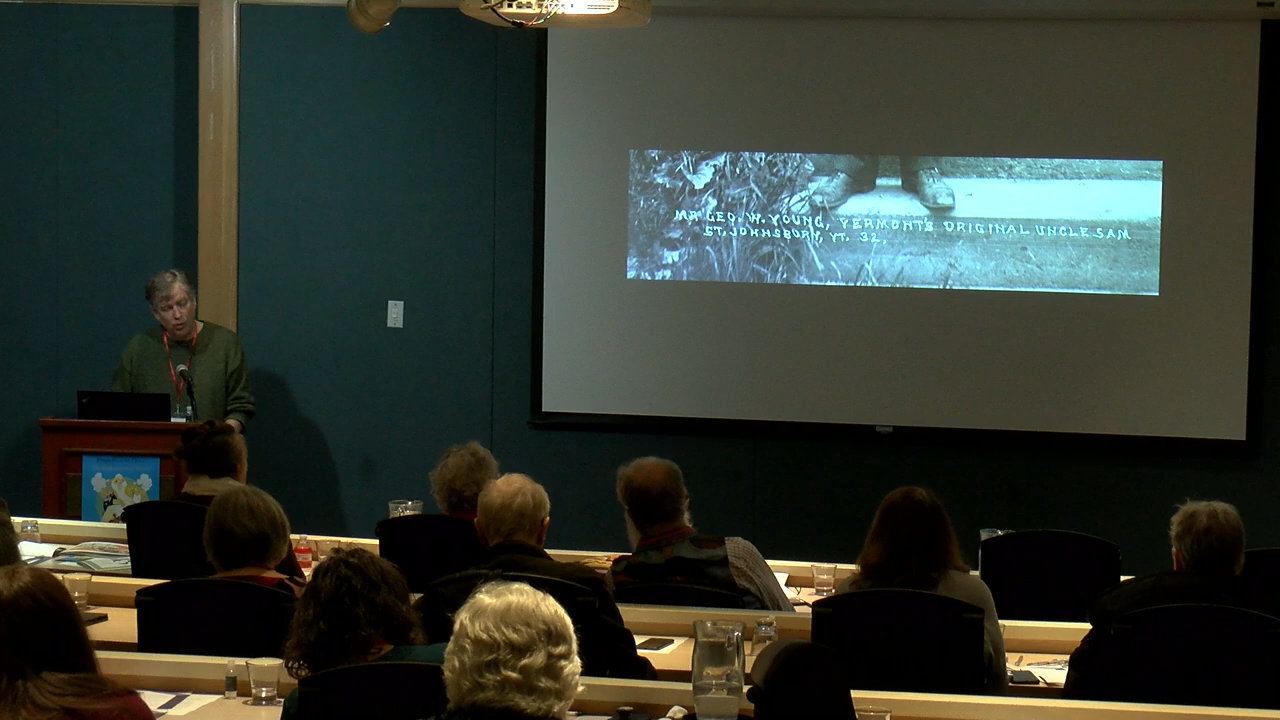 MR GEO. W. YOUNG, VERMONT'S ORIGINAL UNCLE SAM
ST. JOHNSBURY, VT. 32.